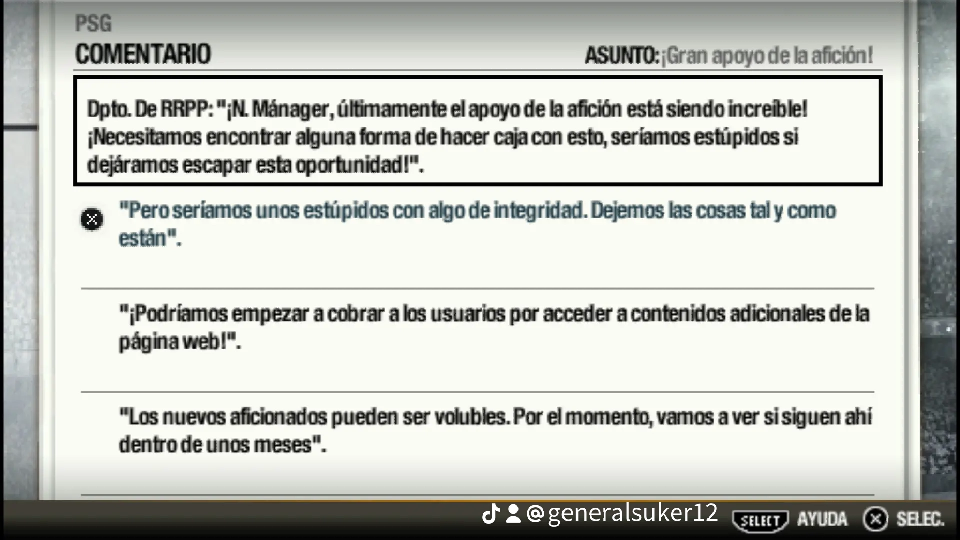 PSG
COMENTARIO
ASUNTO: ¡Gran apoyo de la afición!
Dpto. De RRPP: "¡N. Mánager, últimamente el apoyo de la afición está siendo increíble!
¡Necesitamos encontrar alguna forma de hacer caja con esto, seríamos estúpidos si
dejáramos escapar esta oportunidad!".
"Pero seríamos unos estúpidos con algo de integridad. Dejemos las cosas tal y como
están".
"¡Podríamos empezar a cobrar a los usuarios por acceder a contenidos adicionales de la
página web!".
"Los nuevos aficionados pueden ser volubles. Por el momento, vamos a ver si siguen ahí
dentro de unos meses".
@generalsuker12
SELECT AYUDA SELEC.